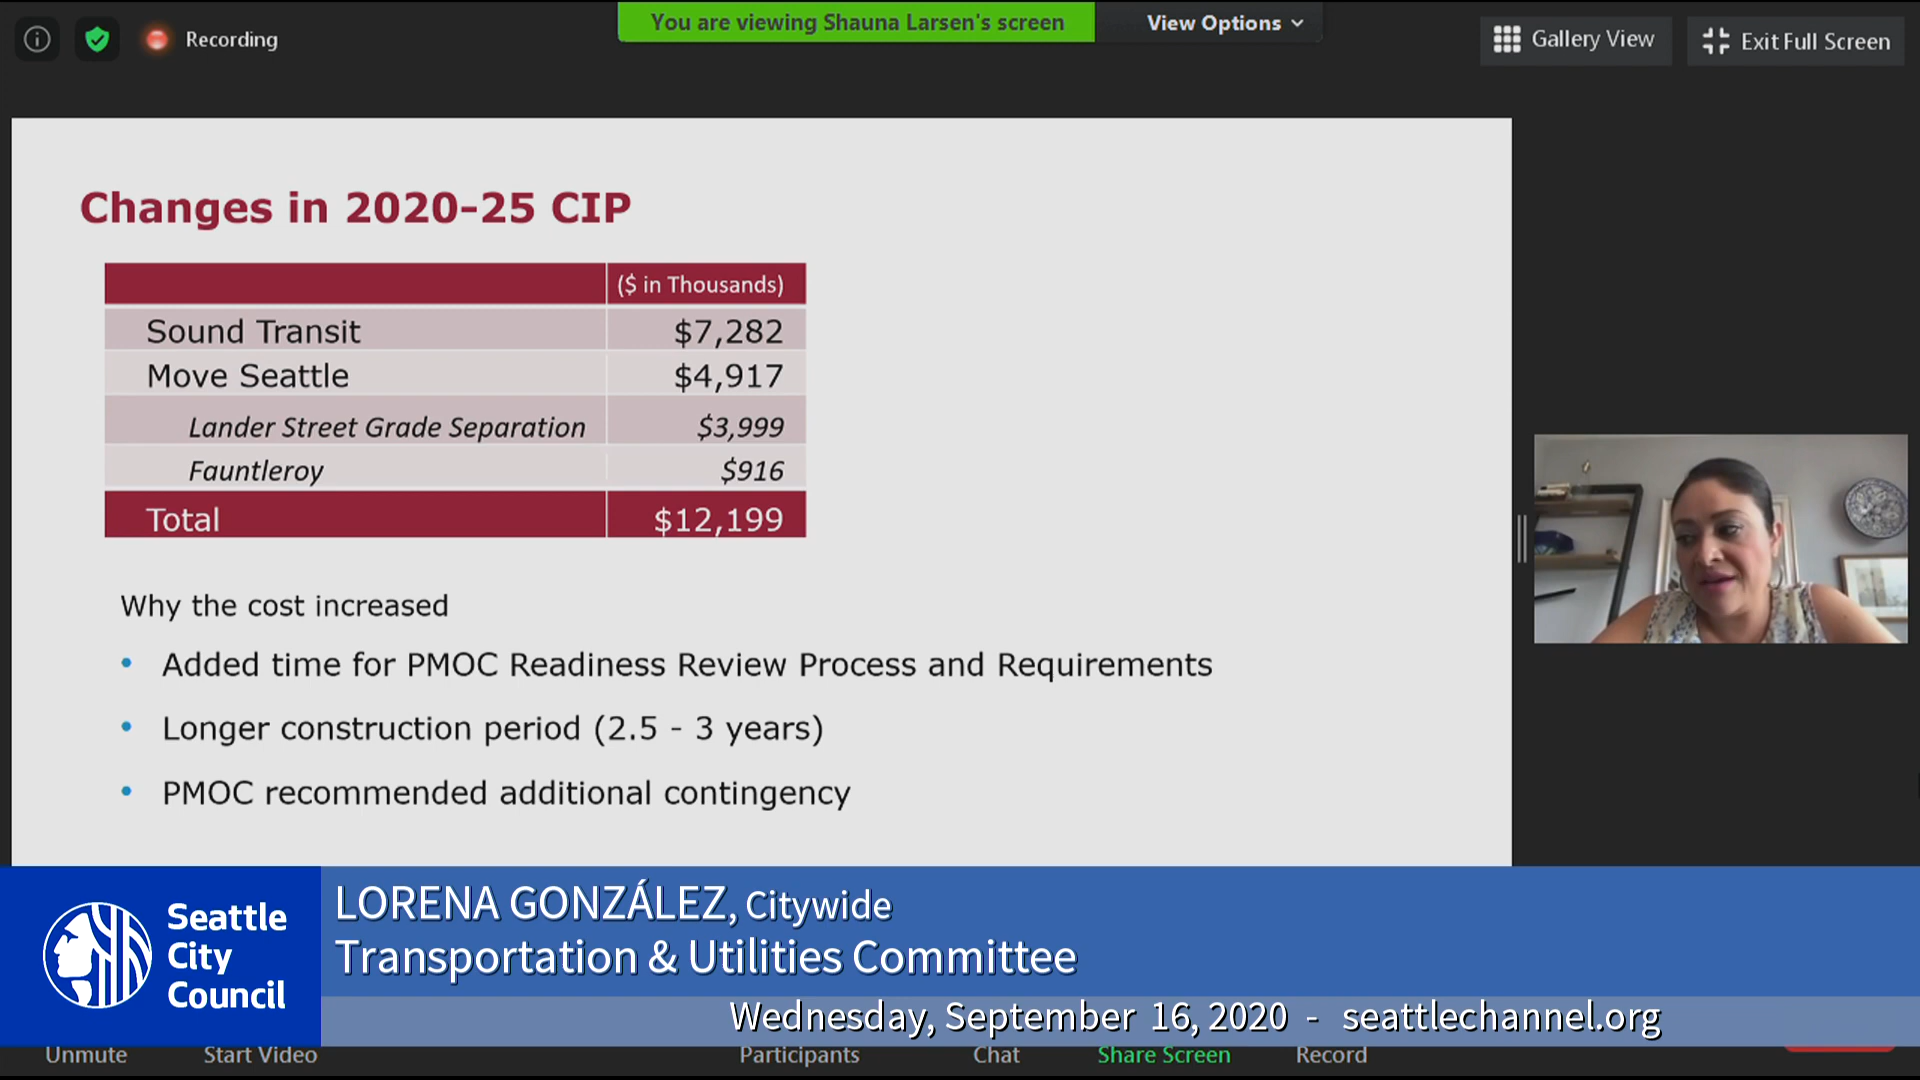 Recording
You are viewing Shauna Larsen's screen
View Options
Gallery View
Exit Full Screen
Changes in 2020-25 CIP
($ in Thousands)
Sound Transit $7,282
Move Seattle $4,917
Lander Street Grade Separation $3,999
Fauntleroy $916
Total $12,199
Why the cost increased
• Added time for PMOC Readiness Review Process and Requirements
• Longer construction period (2.5 - 3 years)
• PMOC recommended additional contingency
Seattle
City
Council
LORENA GONZÁLEZ, Citywide
Transportation & Utilities Committee
Wednesday, September 16, 2020 - seattlechannel.org
Unmute
Start Video
Participants
Chat
Share Screen
Record